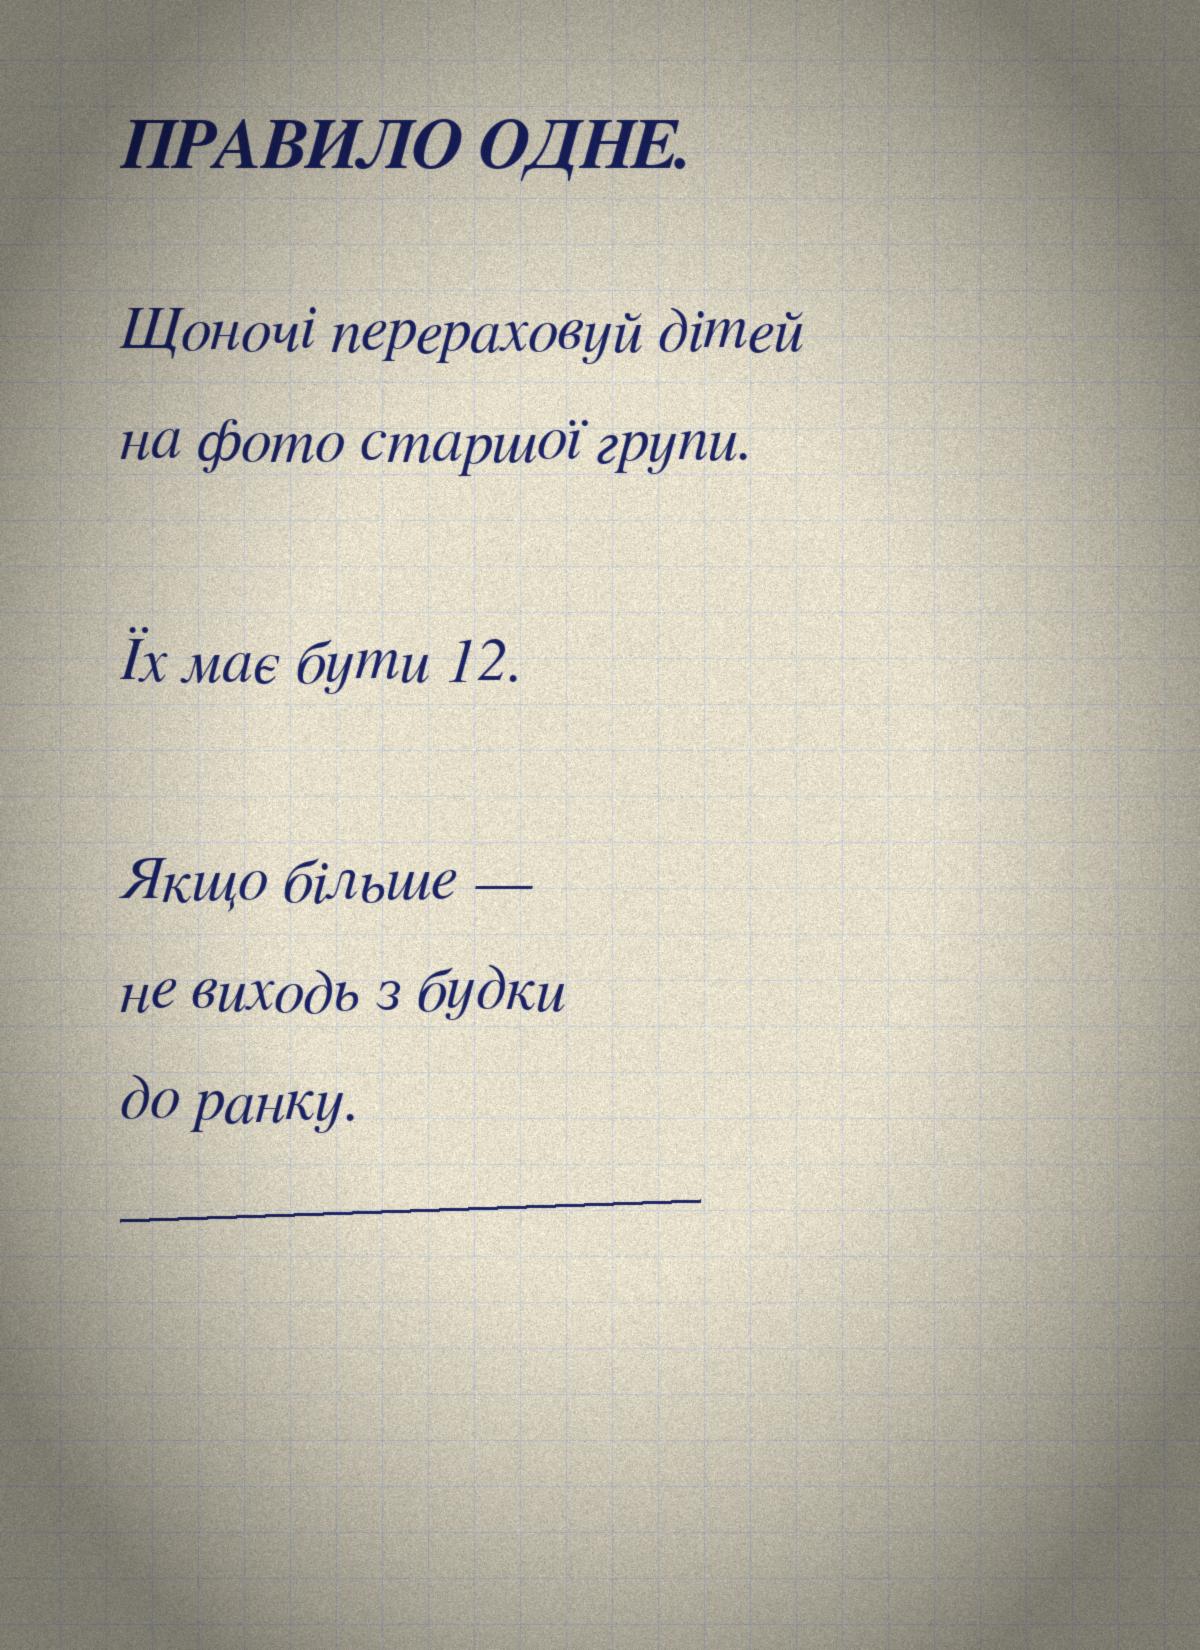 ПРАВИЛО ОДНЕ.
Щоночі перераховуй дітей
на фото старшої групи.
Їх має бути 12.
Якщо більше —
не виходь з будки
до ранку.